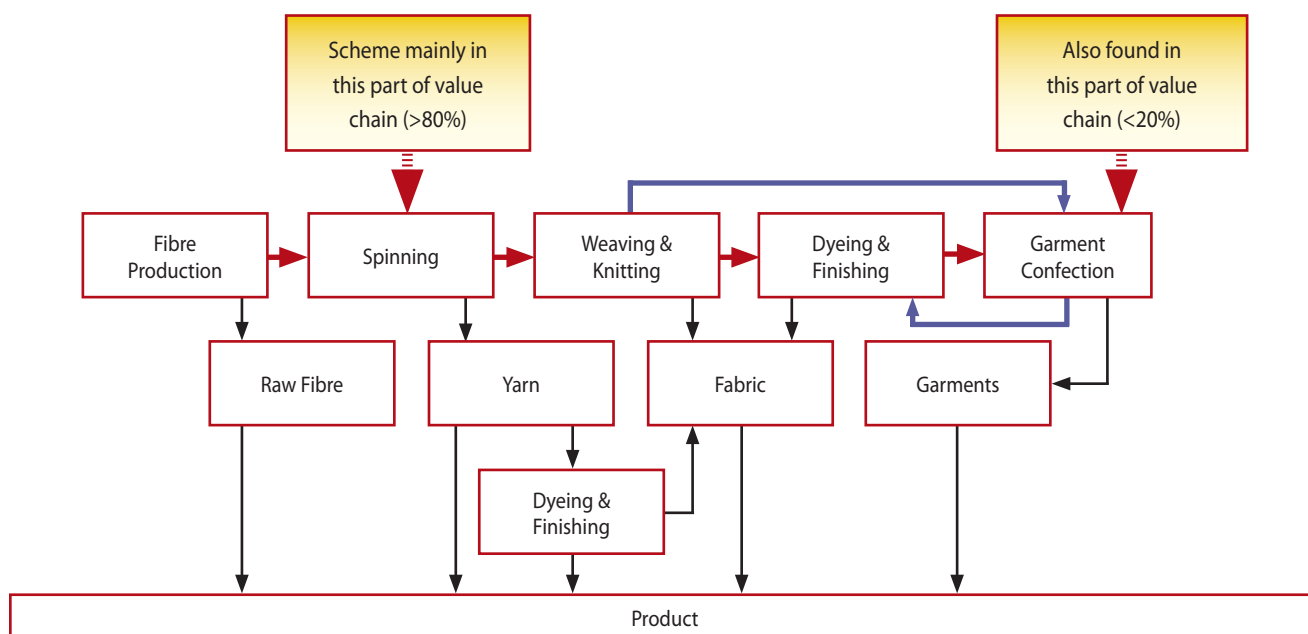 Scheme mainly in
this part of value
chain (>80%)
Also found in
this part of value
chain (<20%)
Fibre
Production
Spinning
Weaving &
Knitting
Dyeing &
Finishing
Garment
Confection
Raw Fibre
Yarn
Fabric
Garments
Dyeing &
Finishing
Product